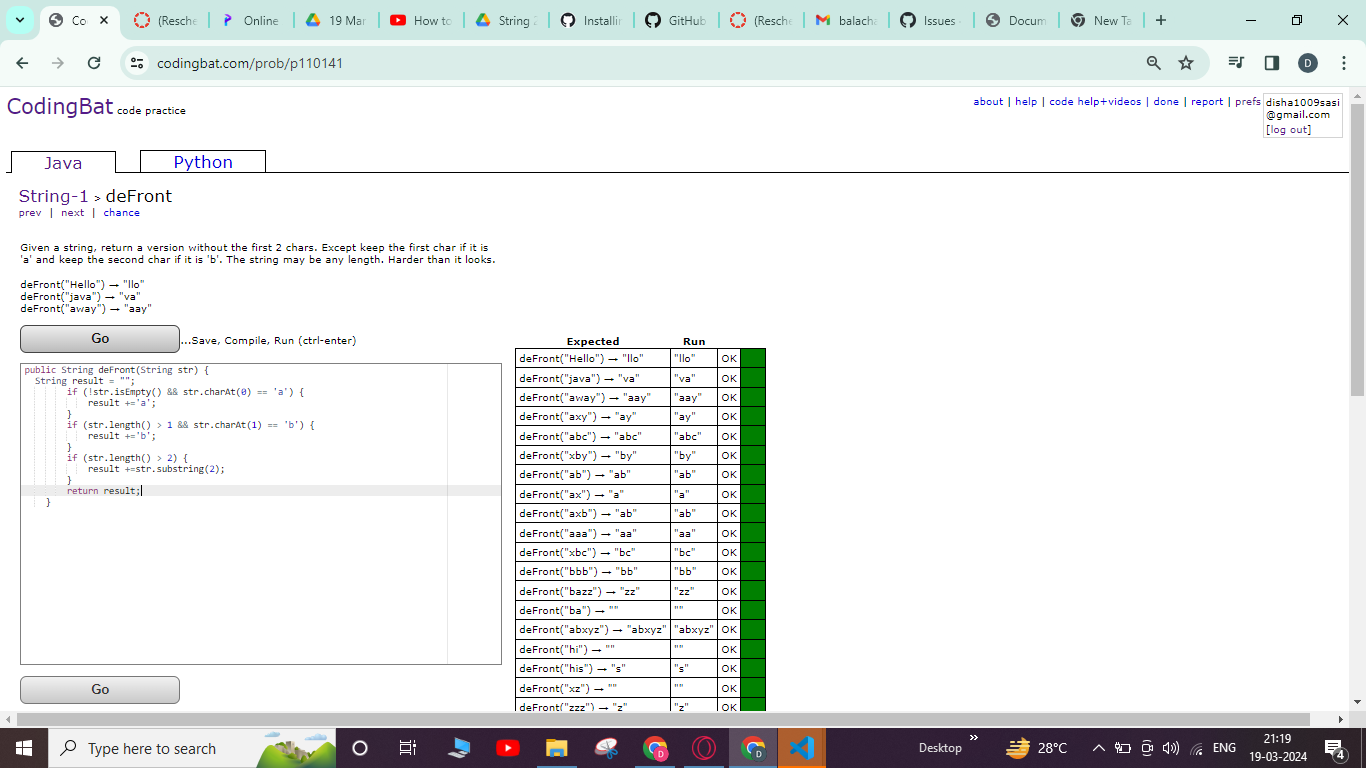 Co
(Resche
Online
19 Mar
How to
String 2
Installin
GitHub
(Resche
balacha
Issues
Docum
New Ta
codingbat.com/prob/p110141
D
CodingBat code practice
about | help | code help+videos | done | report | prefs
disha1009sasi
@gmail.com
[log out]
Java
Python
String-1 > deFront
prev | next | chance
Given a string, return a version without the first 2 chars. Except keep the first char if it is
'a' and keep the second char if it is 'b'. The string may be any length. Harder than it looks.
deFront("Hello") → "llo"
deFront("java") → "va"
deFront("away") → "aay"
Go
...Save, Compile, Run (ctrl-enter)
public String deFront(String str) {
String result = "";
if (!str.isEmpty() && str.charAt(0) == 'a') {
result +='a';
}
if (str.length() > 1 && str.charAt(1) == 'b') {
result +='b';
}
if (str.length() > 2) {
result +=str.substring(2);
}
return result;
}
Go
Expected Run
deFront("Hello") → "llo" "llo" OK
deFront("java") → "va" "va" OK
deFront("away") → "aay" "aay" OK
deFront("axy") → "ay" "ay" OK
deFront("abc") → "abc" "abc" OK
deFront("xby") → "by" "by" OK
deFront("ab") → "ab" "ab" OK
deFront("ax") → "a" "a" OK
deFront("axb") → "ab" "ab" OK
deFront("aaa") → "aa" "aa" OK
deFront("xbc") → "bc" "bc" OK
deFront("bbb") → "bb" "bb" OK
deFront("bazz") → "zz" "zz" OK
deFront("ba") → "" "" OK
deFront("abxyz") → "abxyz" "abxyz" OK
deFront("hi") → "" "" OK
deFront("his") → "s" "s" OK
deFront("xz") → "" "" OK
deFront("zzz") → "z" "z" OK
Type here to search
D
D
Desktop
28°C
ENG
21:19
19-03-2024
4